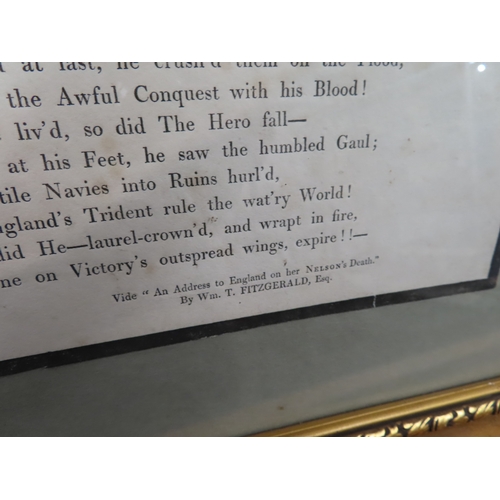 at last, he crush'd them on the Flood,
the Awful Conquest with his Blood!
liv'd, so did The Hero fall—
at his Feet, he saw the humbled Gaul;
tile Navies into Ruins hurl'd,
ngland's Trident rule the wat'ry World!
did He—laurel-crown'd, and wrapt in fire,
ne on Victory's outspread wings, expire!!—
Vide "An Address to England on her NELSON's Death."
By Wm. T. FITZGERALD, Esq.